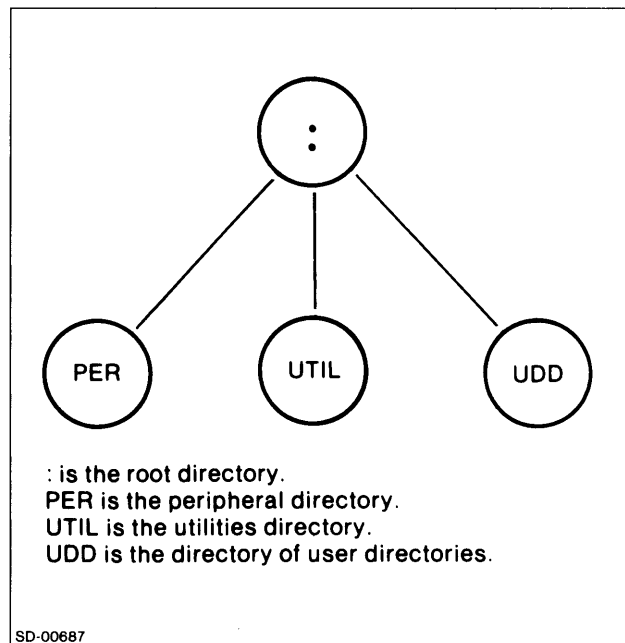 :
PER UTIL UDD
: is the root directory.
PER is the peripheral directory.
UTIL is the utilities directory.
UDD is the directory of user directories.
SD-00687